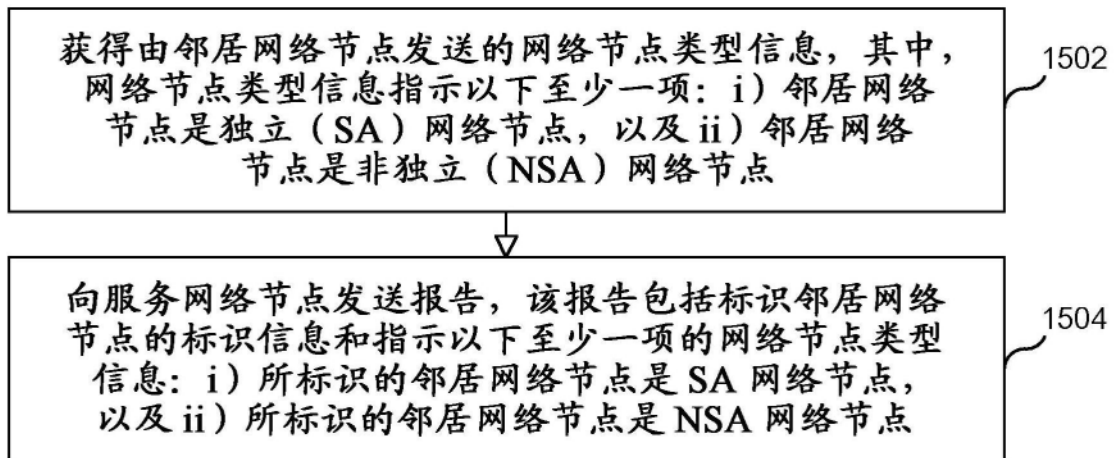 获得由邻居网络节点发送的网络节点类型信息，其中，
网络节点类型信息指示以下至少一项：i）邻居网络
节点是独立（SA）网络节点，以及ii）邻居网络
节点是非独立（NSA）网络节点
1502
向服务网络节点发送报告，该报告包括标识邻居网络
节点的标识信息和指示以下至少一项的网络节点类型
信息：i）所标识的邻居网络节点是 SA 网络节点，
以及 ii）所标识的邻居网络节点是 NSA 网络节点
1504